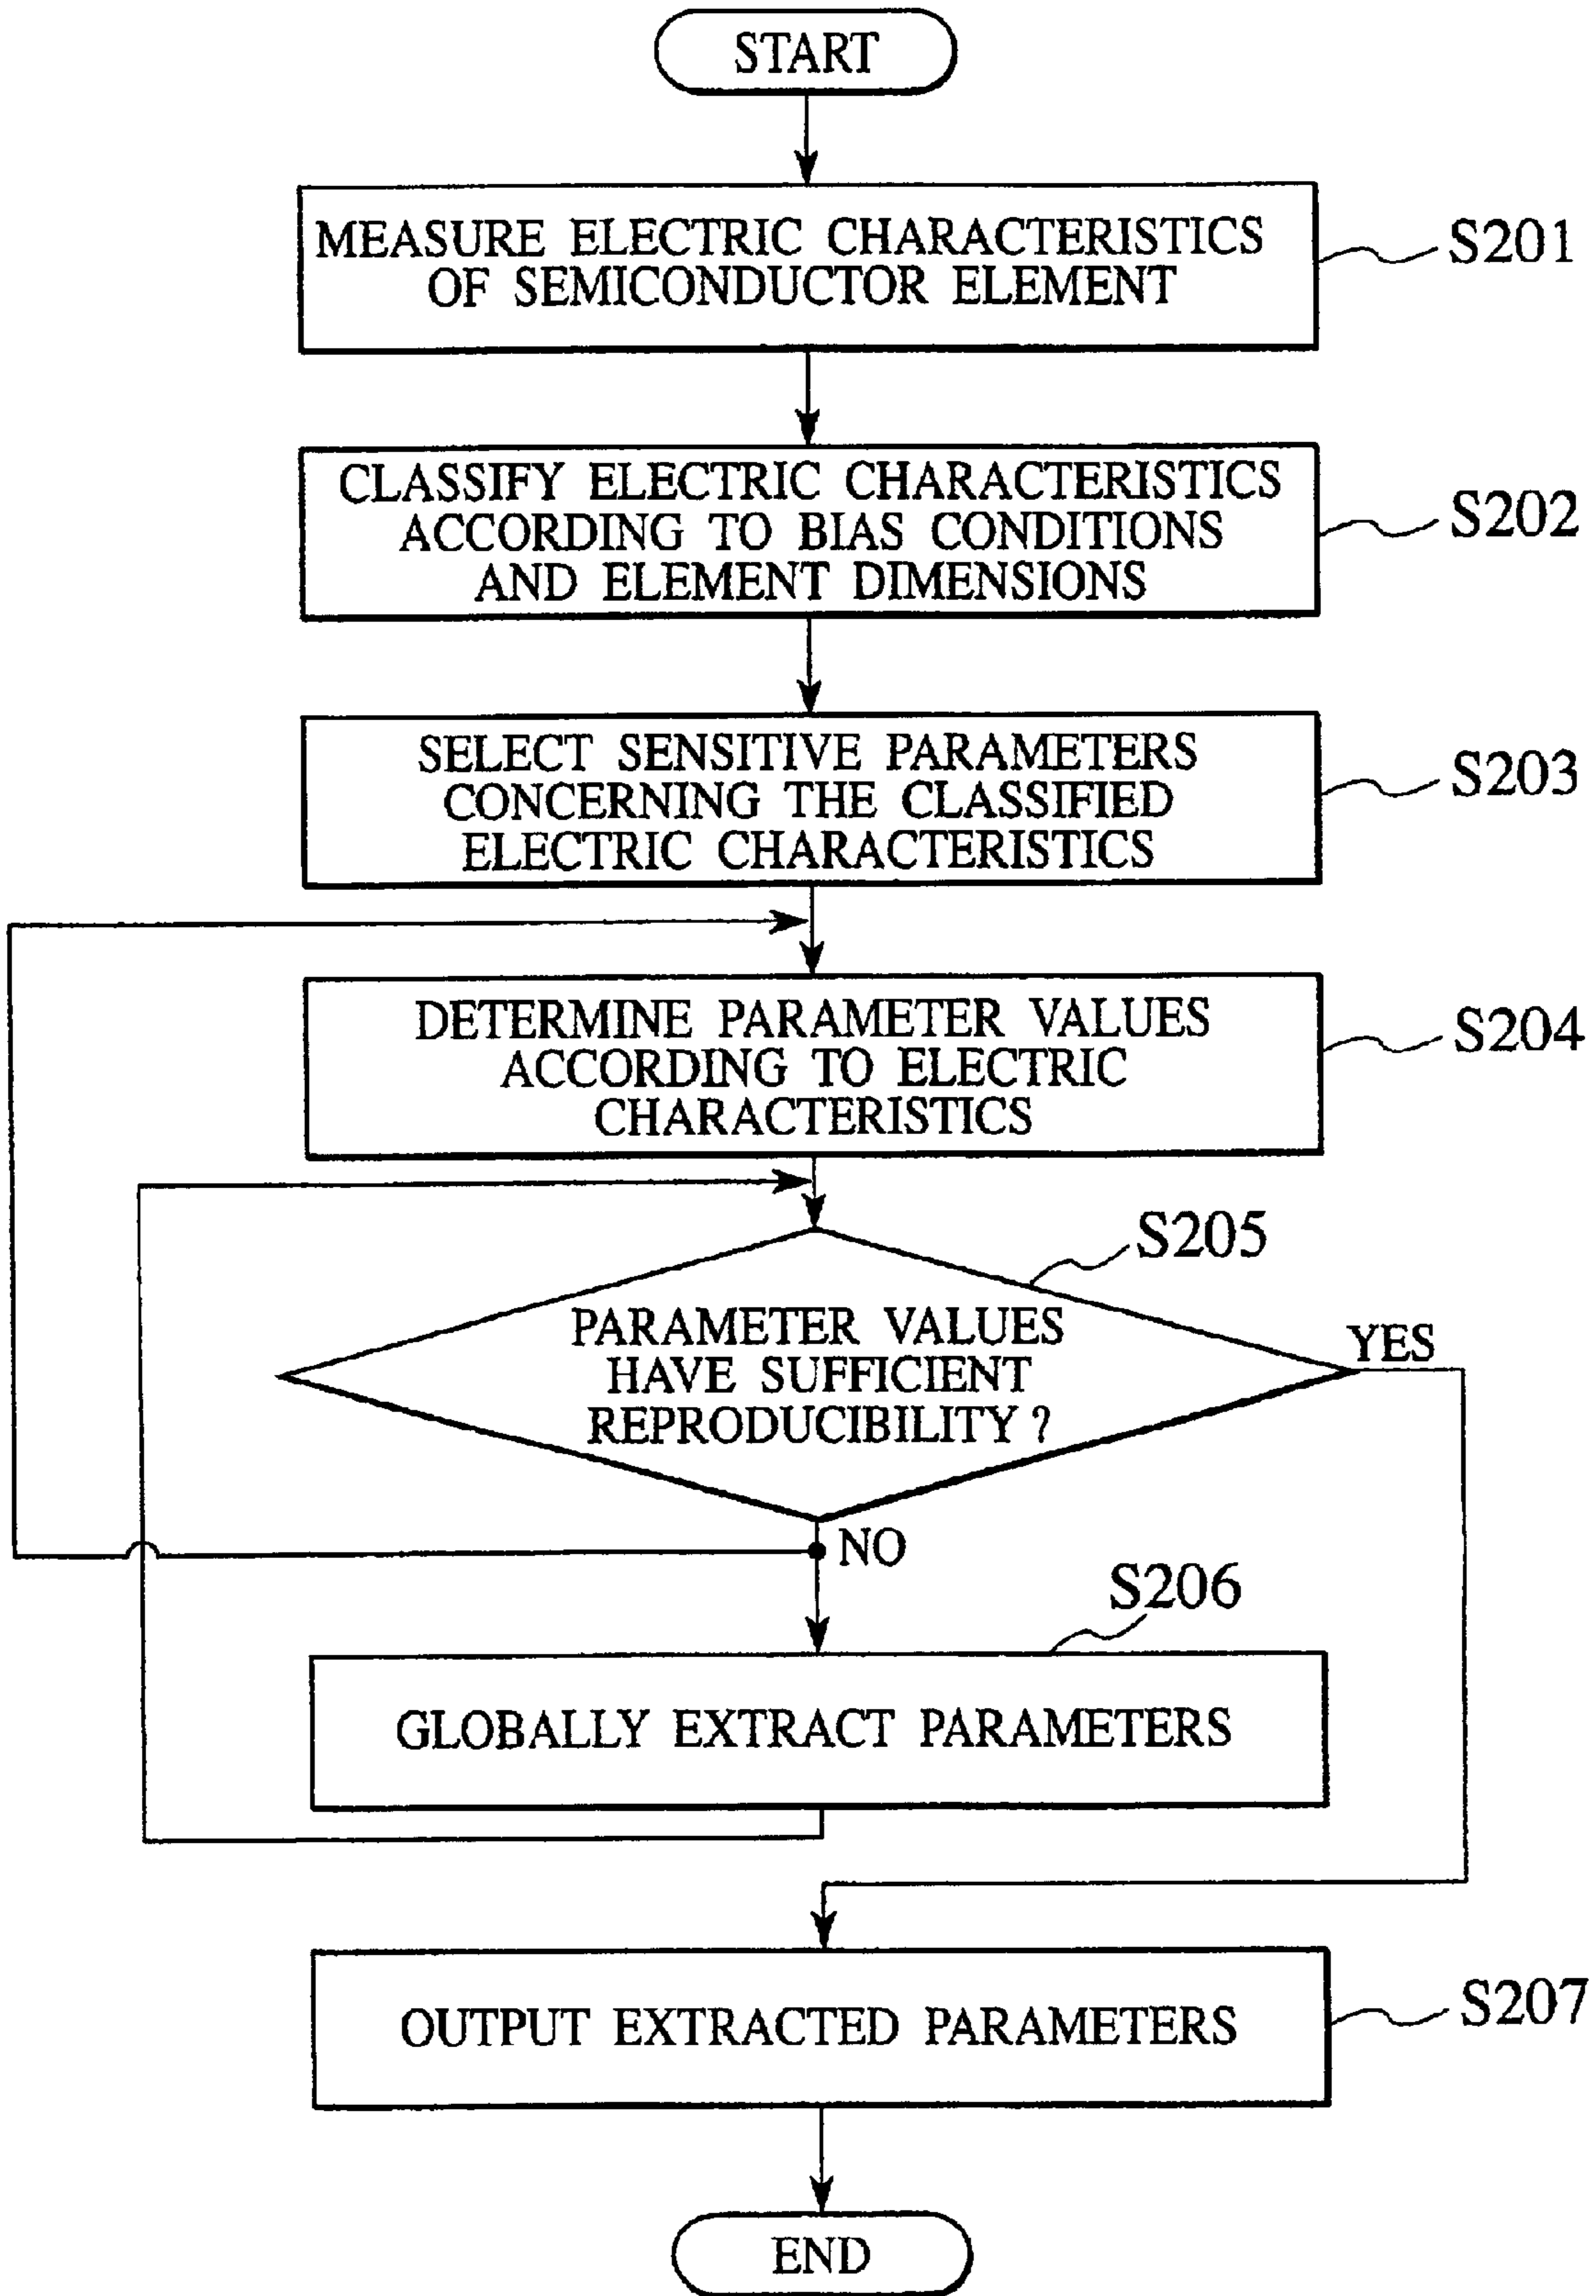 START
MEASURE ELECTRIC CHARACTERISTICS
OF SEMICONDUCTOR ELEMENT
S201
CLASSIFY ELECTRIC CHARACTERISTICS
ACCORDING TO BIAS CONDITIONS
AND ELEMENT DIMENSIONS
S202
SELECT SENSITIVE PARAMETERS
CONCERNING THE CLASSIFIED
ELECTRIC CHARACTERISTICS
S203
DETERMINE PARAMETER VALUES
ACCORDING TO ELECTRIC
CHARACTERISTICS
S204
S205
PARAMETER VALUES
HAVE SUFFICIENT
REPRODUCIBILITY ?
YES
NO
S206
GLOBALLY EXTRACT PARAMETERS
OUTPUT EXTRACTED PARAMETERS
S207
END